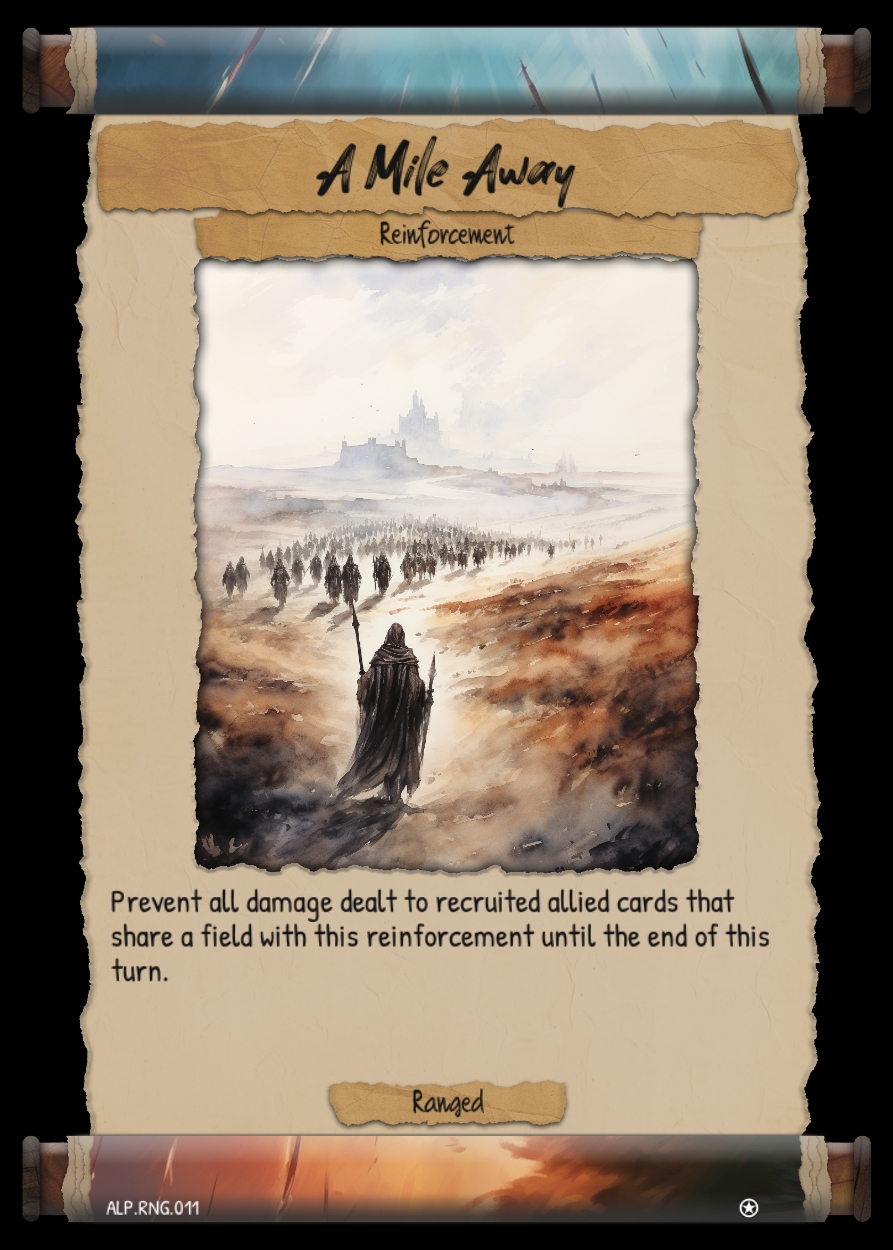 A Mile Away
Reinforcement
Prevent all damage dealt to recruited allied cards that
share a field with this reinforcement until the end of this
turn.
Ranged
ALP.RNG.011